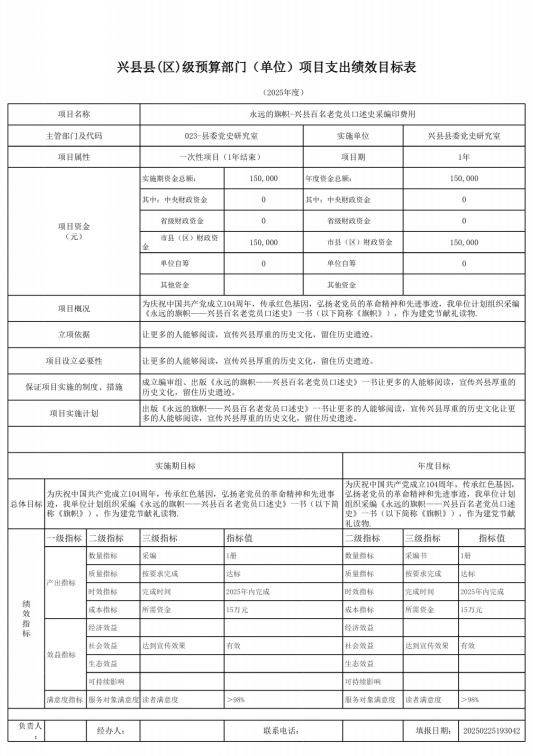 兴县县(区)级预算部门（单位）项目支出绩效目标表
（2025年度）
项目名称 永远的旗帜-兴县百名老党员口述史采编印费用
主管部门及代码 023-县委党史研究室 实施单位 兴县县委党史研究室
项目属性 一次性项目（1年结束） 项目期 1年
项目资金
（元）
实施期资金总额： 150,000 年度资金总额： 150,000
其中：中央财政资金 0 其中：中央财政资金 0
省级财政资金 0 省级财政资金 0
市县（区）财政资金 150,000 市县（区）财政资金 150,000
单位自筹 0 单位自筹 0
其他资金 其他资金
项目概况 为庆祝中国共产党成立104周年，传承红色基因，弘扬老党员的革命精神和先进事迹，我单位计划组织采编
《永远的旗帜——兴县百名老党员口述史》一书（以下简称《旗帜》），作为建党节献礼读物.
立项依据 让更多的人能够阅读，宣传兴县厚重的历史文化，留住历史遗迹。
项目设立必要性 让更多的人能够阅读，宣传兴县厚重的历史文化，留住历史遗迹。
保证项目实施的制度、措施 成立编审组、出版《永远的旗帜——兴县百名老党员口述史》一书让更多的人能够阅读，宣传兴县厚重的
历史文化，留住历史遗迹。
项目实施计划 出版《永远的旗帜——兴县百名老党员口述史》一书让更多的人能够阅读，宣传兴县厚重的历史文化让更
多的人能够阅读，宣传兴县厚重的历史文化，留住历史遗迹。
实施期目标 年度目标
总体目标
为庆祝中国共产党成立104周年，传承红色基因，弘扬老党员的革命精神和先进事
迹，我单位计划组织采编《永远的旗帜——兴县百名老党员口述史》一书（以下简
称《旗帜》），作为建党节献礼读物.
为庆祝中国共产党成立104周年，传承红色基因，
弘扬老党员的革命精神和先进事迹，我单位计划
组织采编《永远的旗帜——兴县百名老党员口述
史》一书（以下简称《旗帜》），作为建党节献
礼读物.
绩效指标
一级指标 二级指标 三级指标 指标值 二级指标 三级指标 指标值
产出指标
数量指标 采编 1册 数量指标 采编书 1册
质量指标 按要求完成 达标 质量指标 按要求完成 达标
时效指标 完成时间 2025年内完成 时效指标 完成时间 2025年内完成
成本指标 所需资金 15万元 成本指标 所需资金 15万元
效益指标
经济效益 经济效益
社会效益 达到宣传效果 有效 社会效益 达到宣传效果 有效
生态效益 生态效益
可持续影响 可持续影响
满意度指标 服务对象满意度 读者满意度 ＞98% 服务对象满意度 读者满意度 ＞98%
负责人： 经办人： 联系电话： 填报日期： 20250225193042